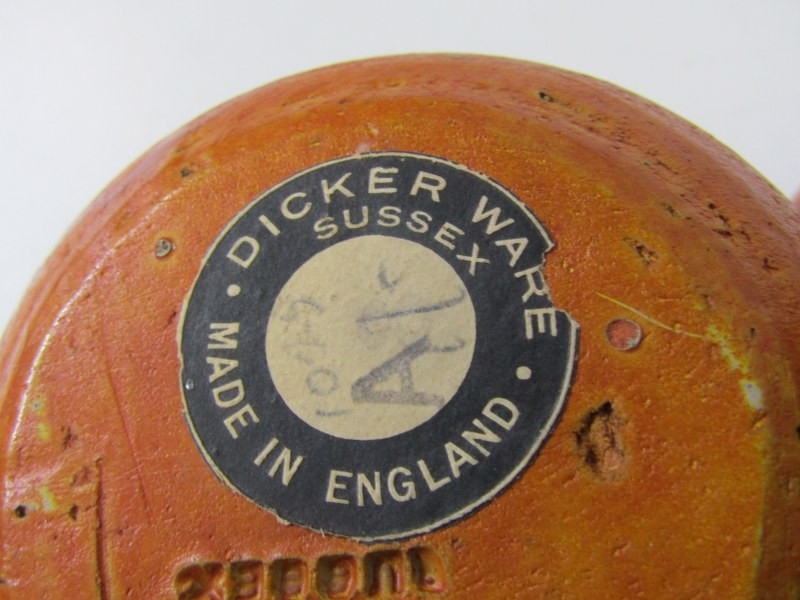 DICKER WARE
SUSSEX
MADE IN ENGLAND